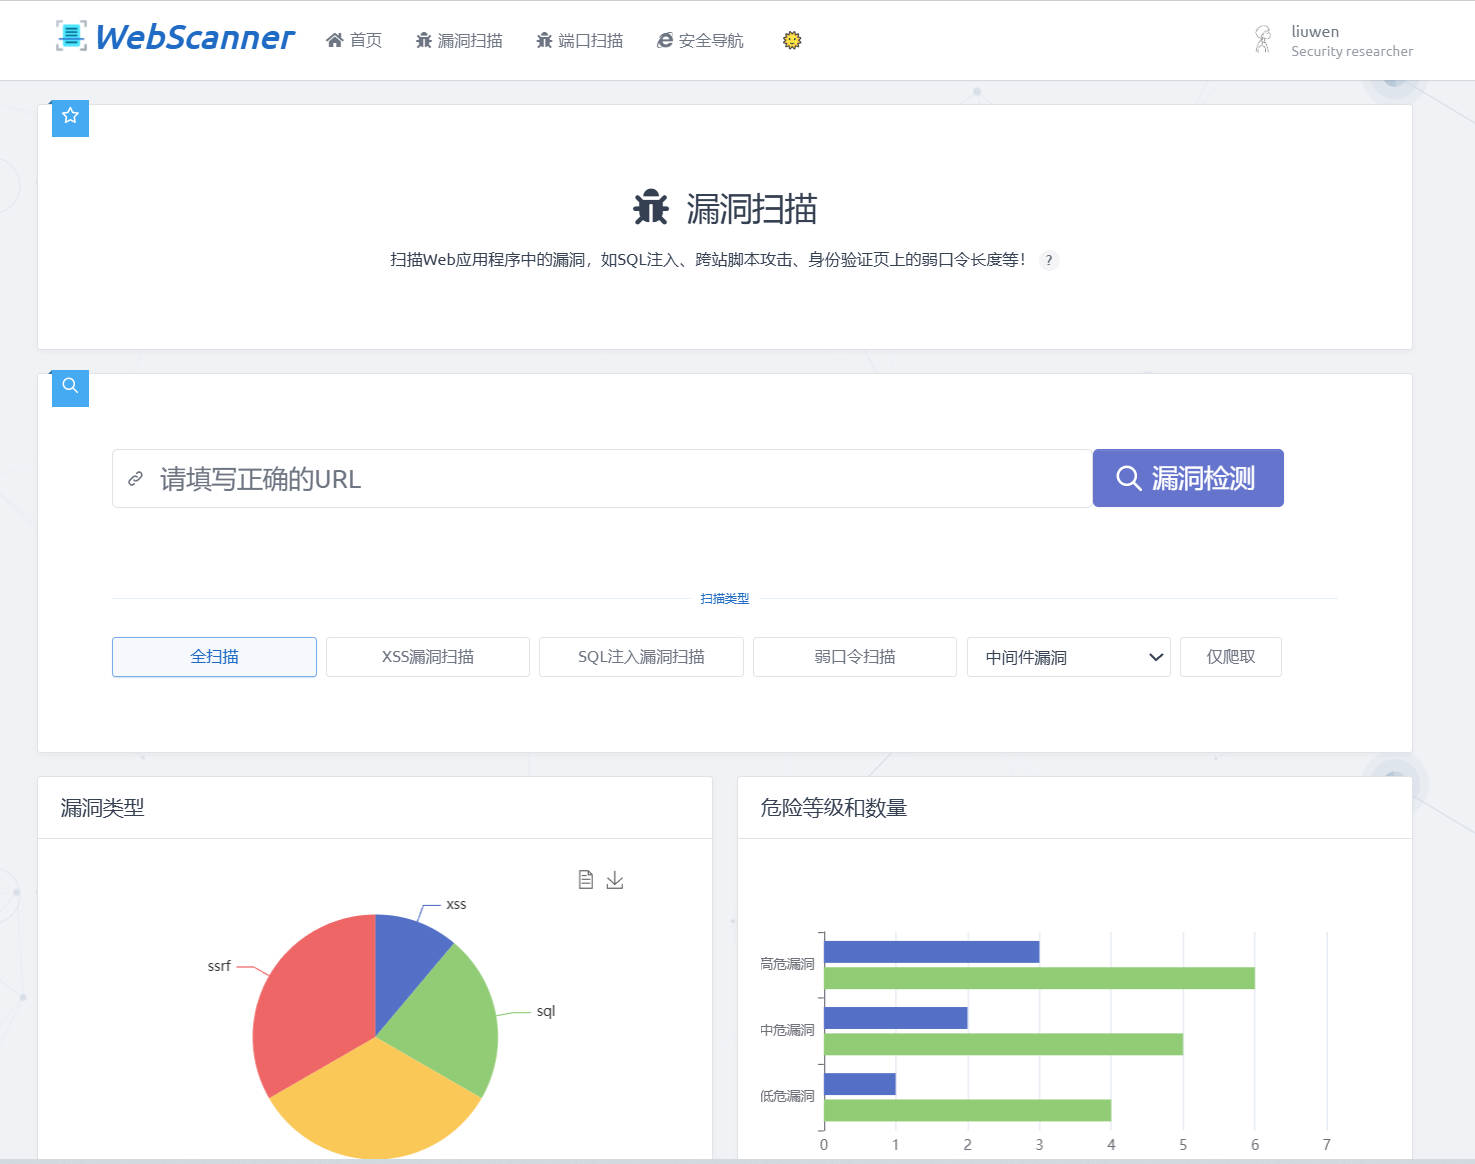 WebScanner
首页
漏洞扫描
端口扫描
安全导航
liuwen
Security researcher
漏洞扫描
扫描Web应用程序中的漏洞，如SQL注入、跨站脚本攻击、身份验证页上的弱口令长度等！ ?
请填写正确的URL
漏洞检测
扫描类型
全扫描
XSS漏洞扫描
SQL注入漏洞扫描
弱口令扫描
中间件漏洞
仅爬取
漏洞类型
xss
ssrf
sql
危险等级和数量
高危漏洞
中危漏洞
低危漏洞
0 1 2 3 4 5 6 7